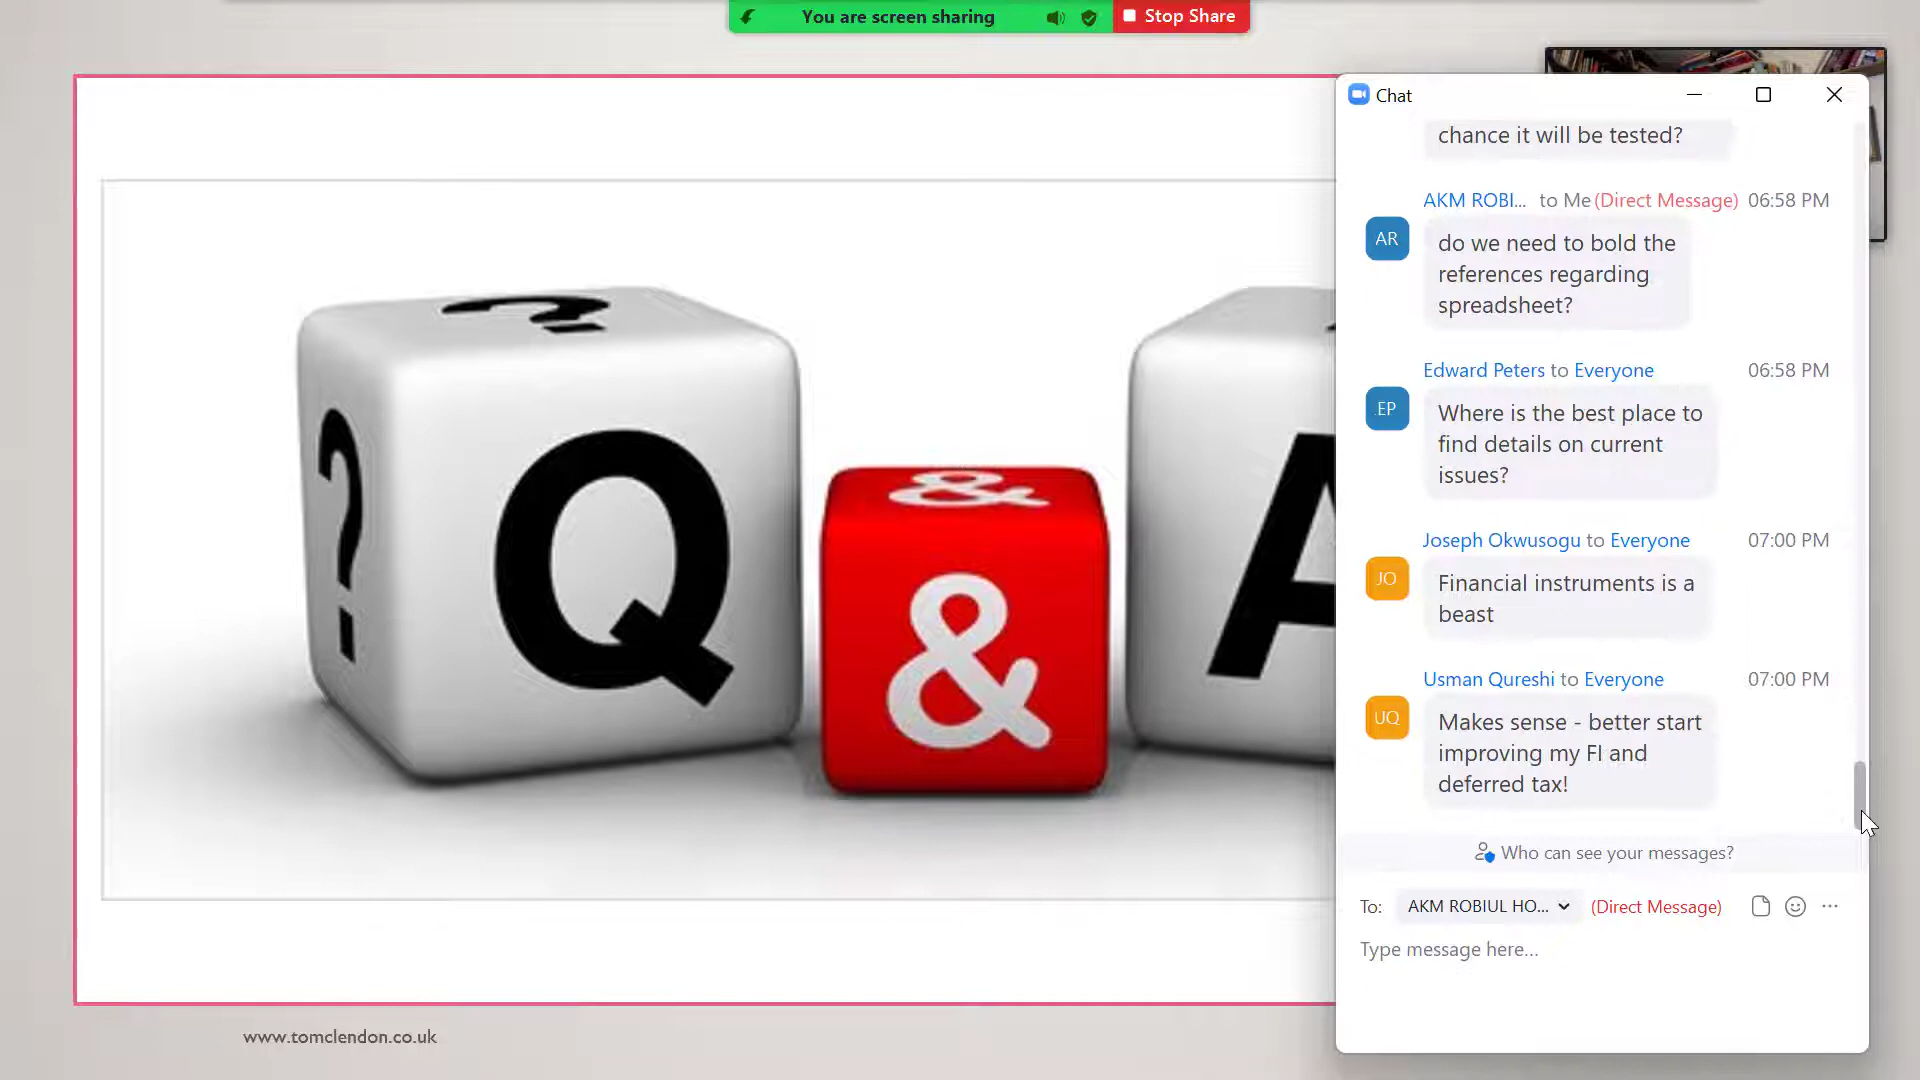 You are screen sharing
Stop Share
Chat
chance it will be tested?
AKM ROBI... to Me (Direct Message) 06:58 PM
AR
do we need to bold the
references regarding
spreadsheet?
Edward Peters to Everyone 06:58 PM
EP
Where is the best place to
find details on current
issues?
Joseph Okwusogu to Everyone 07:00 PM
JO
Financial instruments is a
beast
Usman Qureshi to Everyone 07:00 PM
UQ
Makes sense - better start
improving my FI and
deferred tax!
Who can see your messages?
To: AKM ROBIUL HO... (Direct Message)
Type message here...
? ? Q & & A
www.tomclendon.co.uk